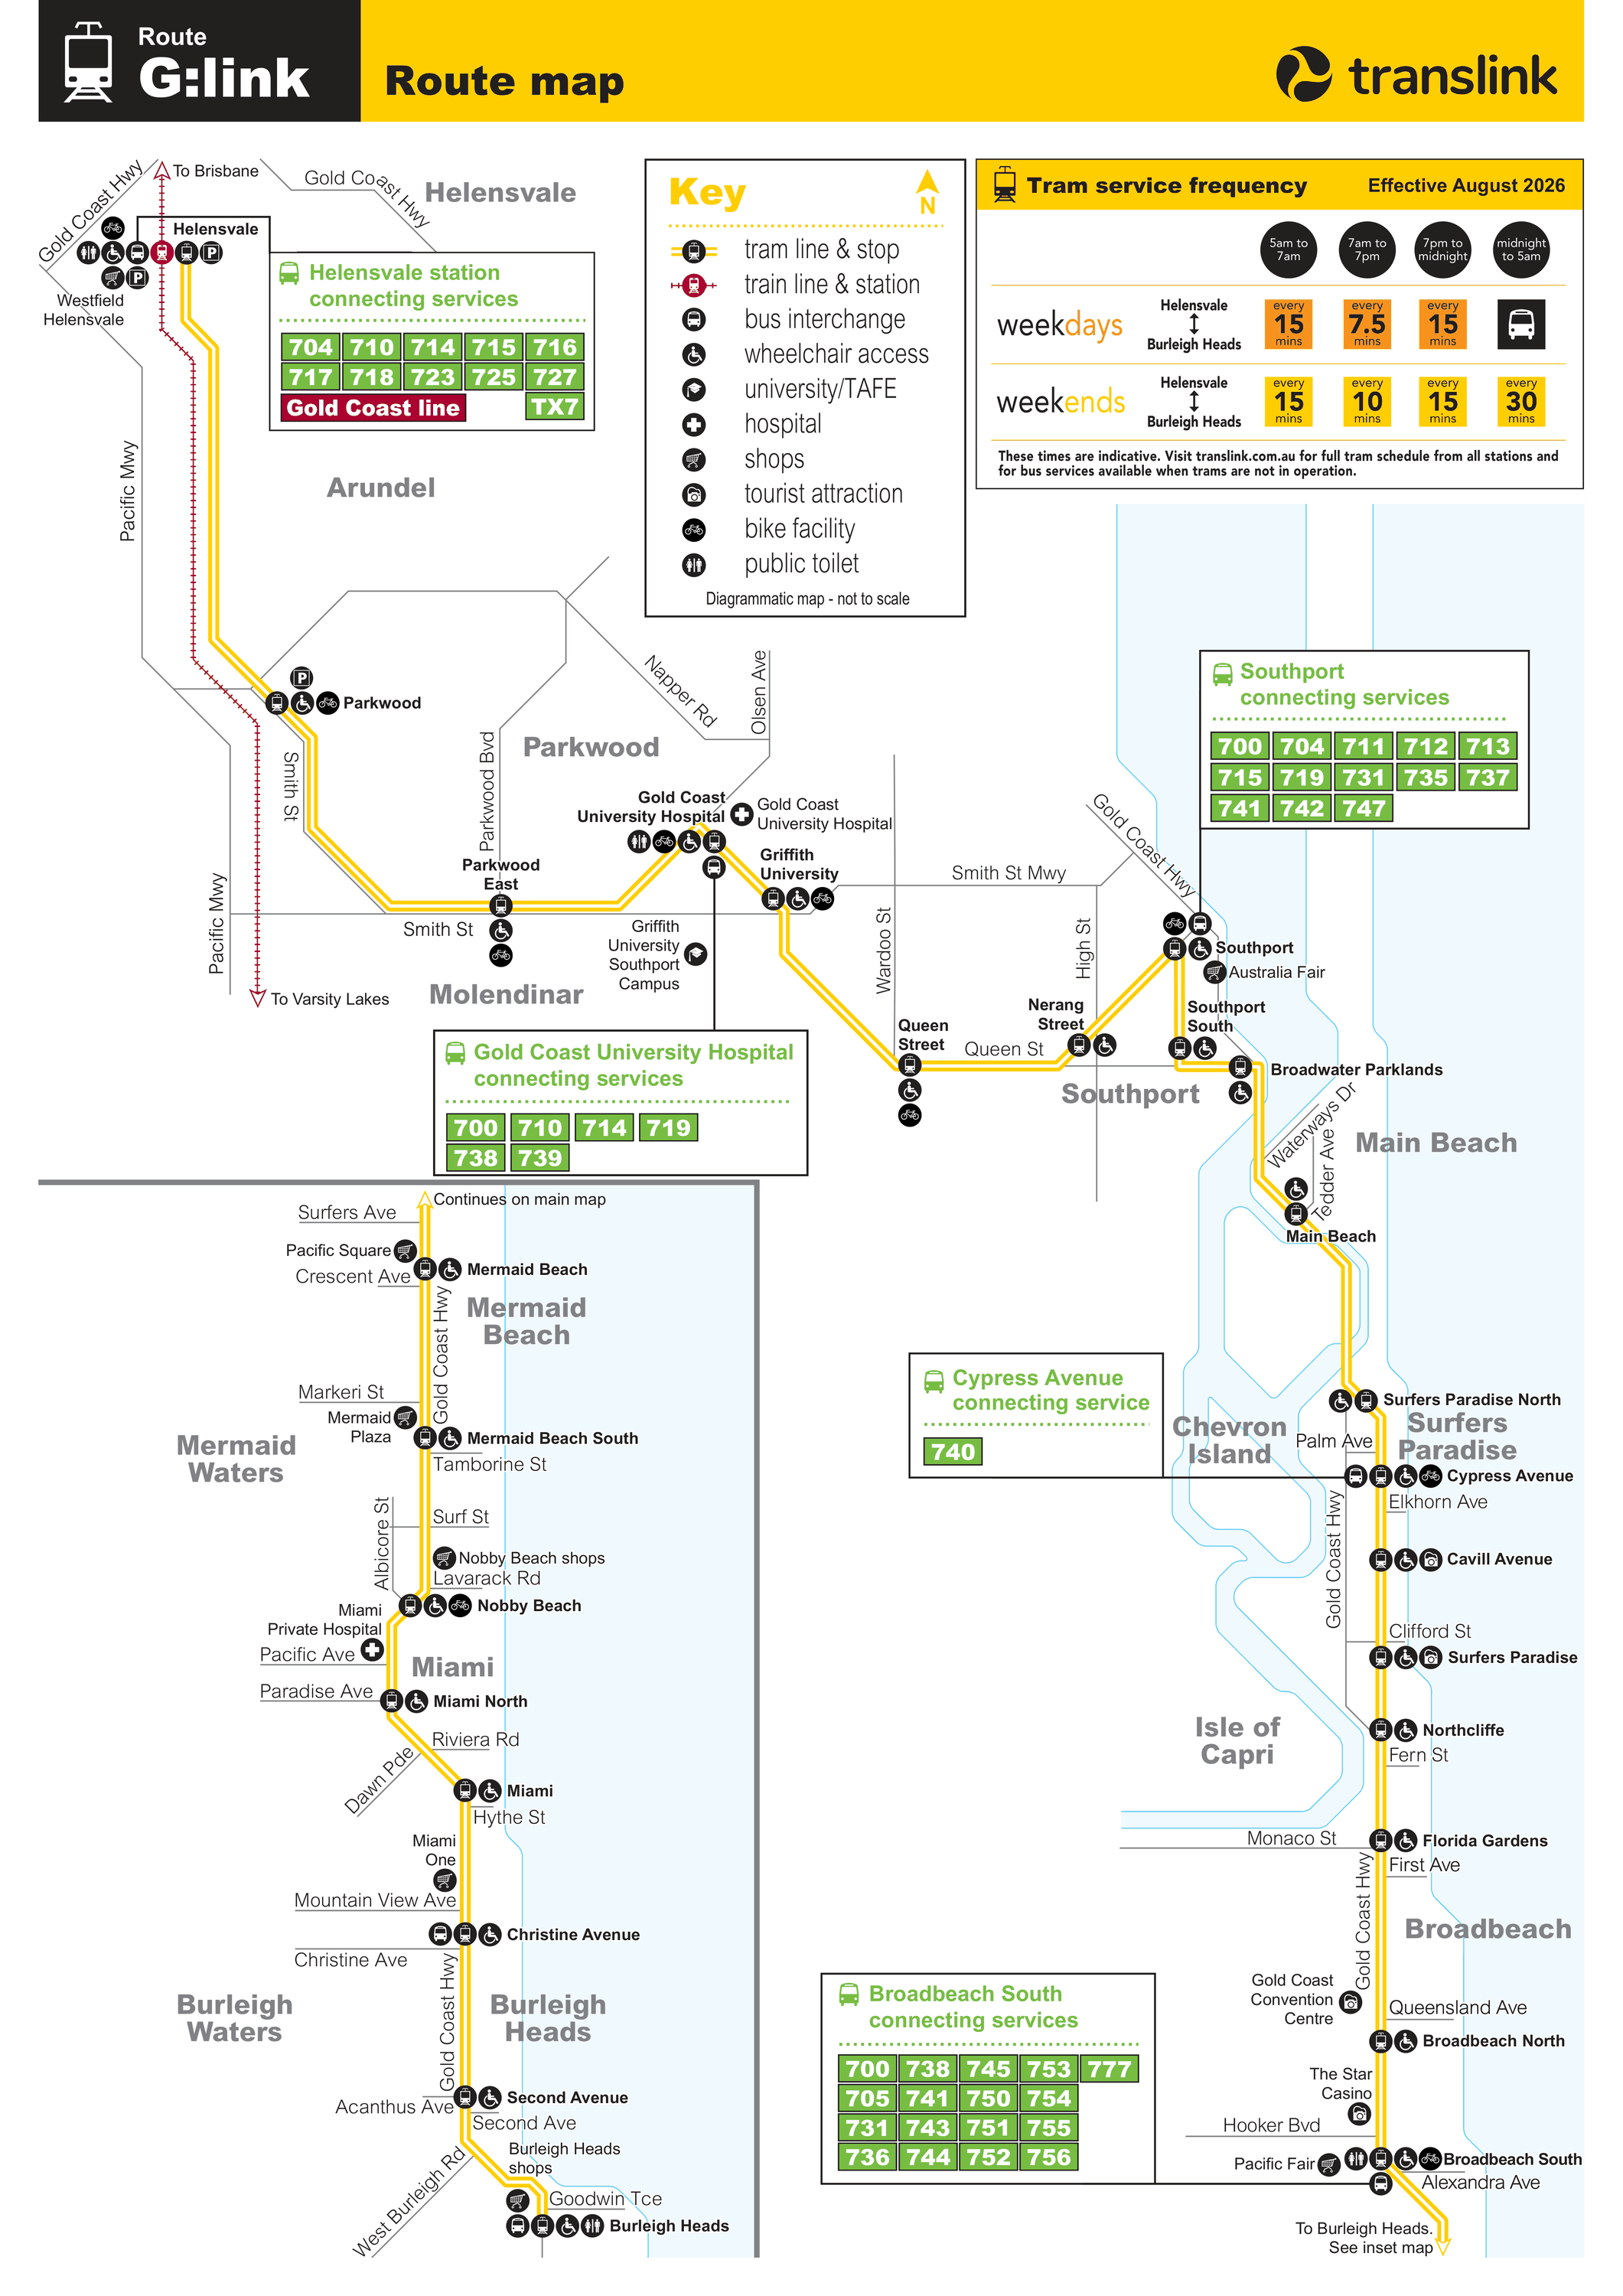 Route
G:link
Route map
translink
To Brisbane
Gold Coast Hwy
Gold Coast Hwy
Helensvale
Helensvale
P
P
Westfield
Helensvale
Helensvale station
connecting services
704 710 714 715 716
717 718 723 725 727
Gold Coast line TX7
Key
N
tram line & stop
train line & station
bus interchange
wheelchair access
university/TAFE
hospital
shops
tourist attraction
bike facility
public toilet
Diagrammatic map - not to scale
Tram service frequency Effective August 2026
5am to 7am
7am to 7pm
7pm to midnight
midnight to 5am
weekdays
Helensvale
Burleigh Heads
every 15 mins
every 7.5 mins
every 15 mins
weekends
Helensvale
Burleigh Heads
every 15 mins
every 10 mins
every 15 mins
every 30 mins
These times are indicative. Visit translink.com.au for full tram schedule from all stations and
for bus services available when trams are not in operation.
Pacific Mwy
Arundel
P
Parkwood
Smith St
Parkwood Bvd
Parkwood
Napper Rd
Olsen Ave
Gold Coast
University Hospital
Gold Coast
University Hospital
Griffith
University
Parkwood
East
Pacific Mwy
Smith St
Griffith
University
Southport
Campus
To Varsity Lakes
Molendinar
Gold Coast University Hospital
connecting services
700 710 714 719
738 739
Southport
connecting services
700 704 711 712 713
715 719 731 735 737
741 742 747
Gold Coast Hwy
Smith St Mwy
Wardoo St
High St
Southport
Australia Fair
Nerang
Street
Southport
South
Queen
Street
Queen St
Southport
Broadwater Parklands
Waterways Dr
Tedder Ave
Main Beach
Main Beach
Cypress Avenue
connecting service
740
Chevron
Island
Surfers Paradise North
Surfers
Paradise
Palm Ave
Cypress Avenue
Elkhorn Ave
Gold Coast Hwy
Cavill Avenue
Clifford St
Surfers Paradise
Isle of
Capri
Northcliffe
Fern St
Monaco St
Florida Gardens
First Ave
Gold Coast Hwy
Broadbeach
Gold Coast
Convention
Centre
Queensland Ave
Broadbeach North
The Star
Casino
Hooker Bvd
Pacific Fair
Broadbeach South
Alexandra Ave
To Burleigh Heads.
See inset map
Broadbeach South
connecting services
700 738 745 753 777
705 741 750 754
731 743 751 755
736 744 752 756
Continues on main map
Surfers Ave
Pacific Square
Crescent Ave
Mermaid Beach
Mermaid
Beach
Gold Coast Hwy
Markeri St
Mermaid
Plaza
Mermaid Beach South
Mermaid
Waters
Tamborine St
Albicore St
Surf St
Nobby Beach shops
Lavarack Rd
Nobby Beach
Miami
Private Hospital
Pacific Ave
Miami
Paradise Ave
Miami North
Riviera Rd
Dawn Pde
Miami
Hythe St
Miami
One
Mountain View Ave
Christine Avenue
Christine Ave
Gold Coast Hwy
Burleigh
Waters
Burleigh
Heads
Second Avenue
Acanthus Ave
Second Ave
West Burleigh Rd
Burleigh Heads
shops
Goodwin Tce
Burleigh Heads